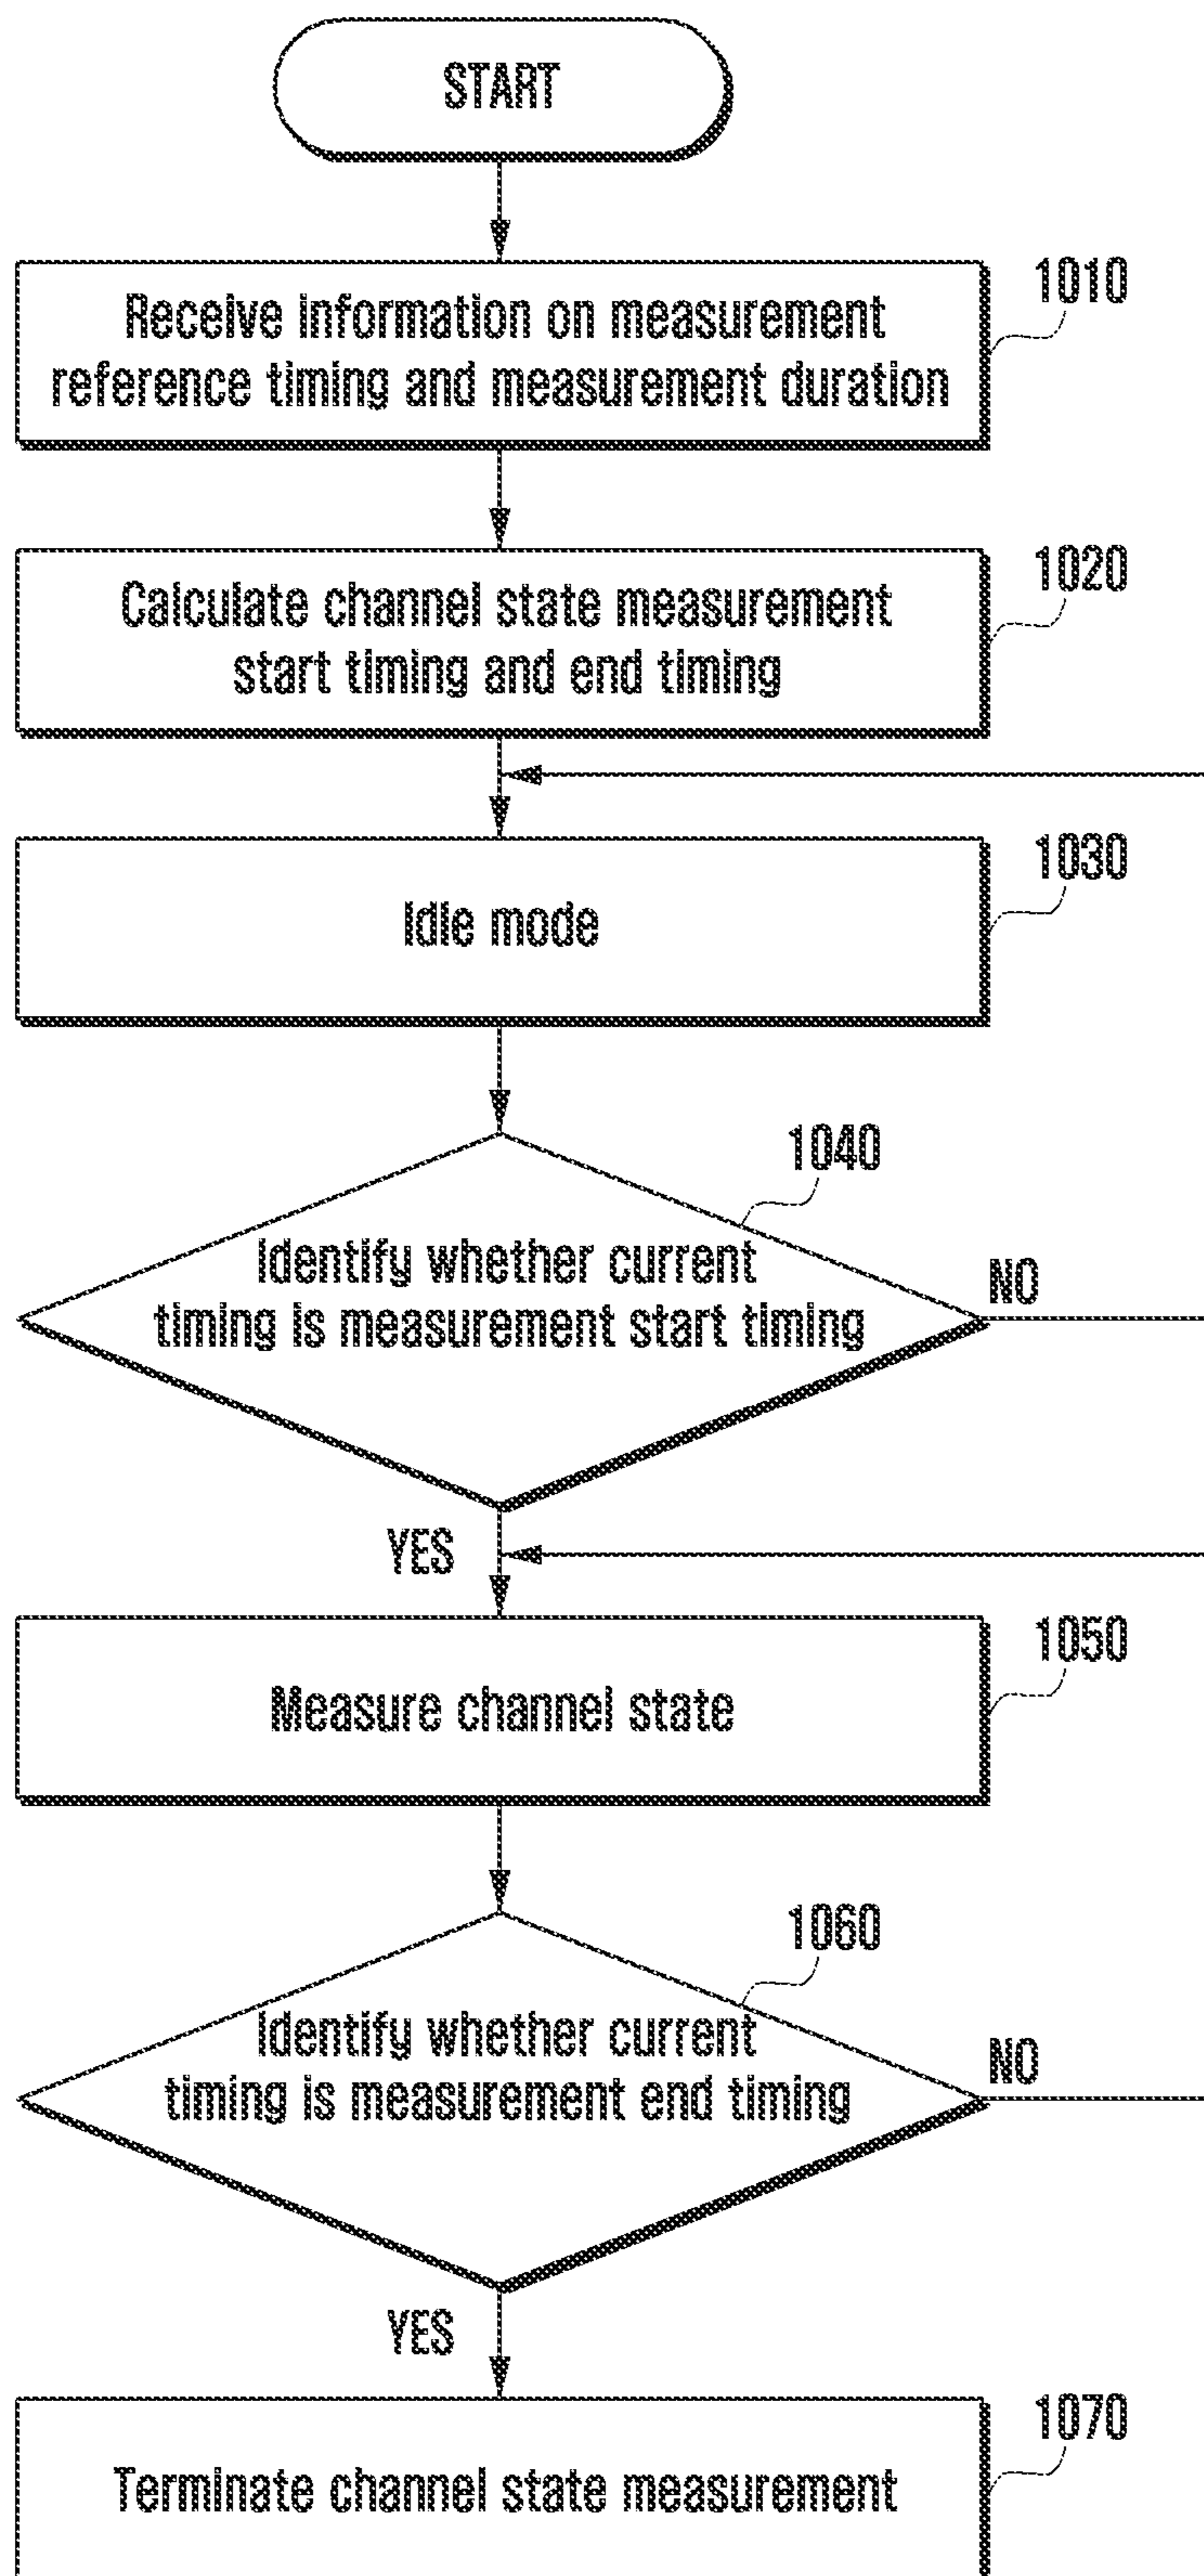 START
1010
Receive information on measurement
reference timing and measurement duration
1020
Calculate channel state measurement
start timing and end timing
1030
Idle mode
1040
Identify whether current
timing is measurement start timing
NO
YES
1050
Measure channel state
1060
Identify whether current
timing is measurement end timing
NO
YES
1070
Terminate channel state measurement